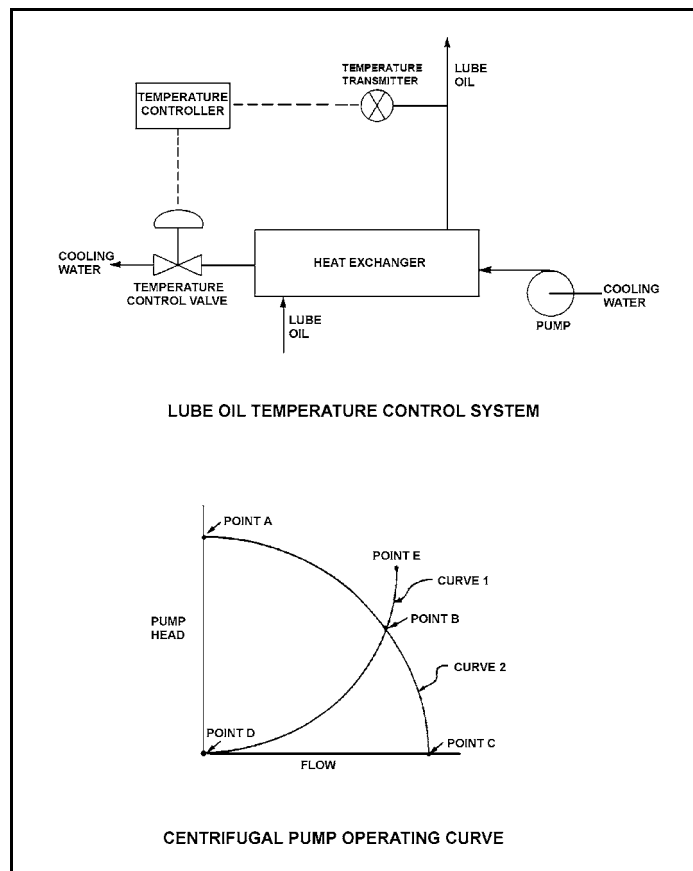 TEMPERATURE
TRANSMITTER
LUBE
OIL
TEMPERATURE
CONTROLLER
COOLING
WATER
HEAT EXCHANGER
TEMPERATURE
CONTROL VALVE
COOLING
WATER
PUMP
LUBE
OIL
LUBE OIL TEMPERATURE CONTROL SYSTEM
POINT A
POINT E
CURVE 1
POINT B
PUMP
HEAD
CURVE 2
POINT D
POINT C
FLOW
CENTRIFUGAL PUMP OPERATING CURVE